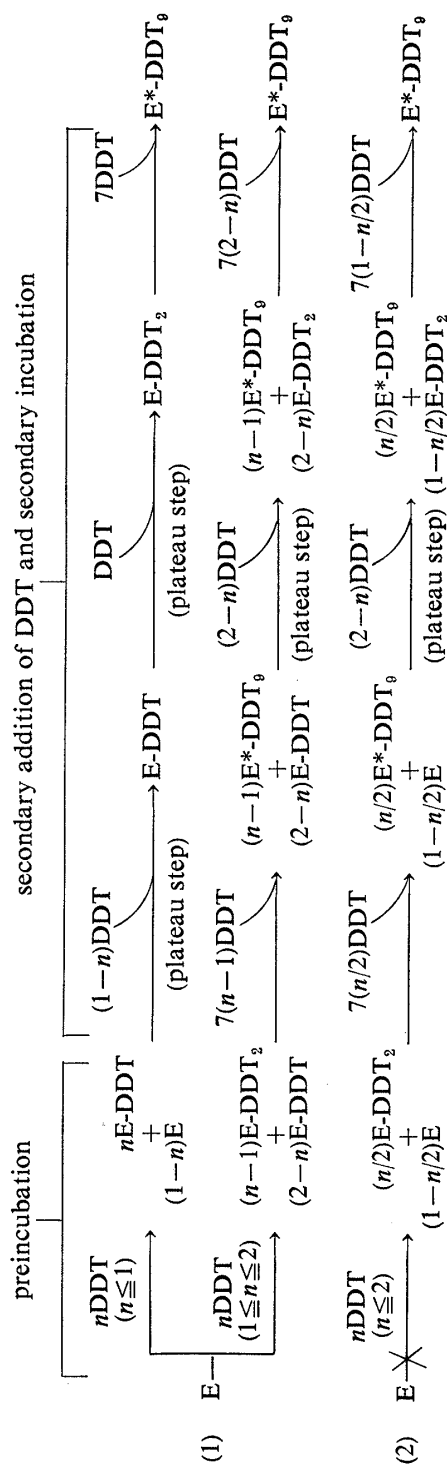 preincubation
secondary addition of DDT and secondary incubation
(1)
E
nDDT
(n≦1)
nE-DDT
+
(1−n)E
(1−n)DDT
(plateau step)
E-DDT
DDT
(plateau step)
E-DDT₂
7DDT
E*-DDT₉
nDDT
(1≦n≦2)
(n−1)E-DDT₂
+
(2−n)E-DDT
7(n−1)DDT
(n−1)E*-DDT₉
+
(2−n)E-DDT
(2−n)DDT
(plateau step)
(n−1)E*-DDT₉
+
(2−n)E-DDT₂
7(2−n)DDT
E*-DDT₉
(2)
E
nDDT
(n≦2)
(n/2)E-DDT₂
+
(1−n/2)E
7(n/2)DDT
(n/2)E*-DDT₉
+
(1−n/2)E
(2−n)DDT
(plateau step)
(n/2)E*-DDT₉
+
(1−n/2)E-DDT₂
7(1−n/2)DDT
E*-DDT₉